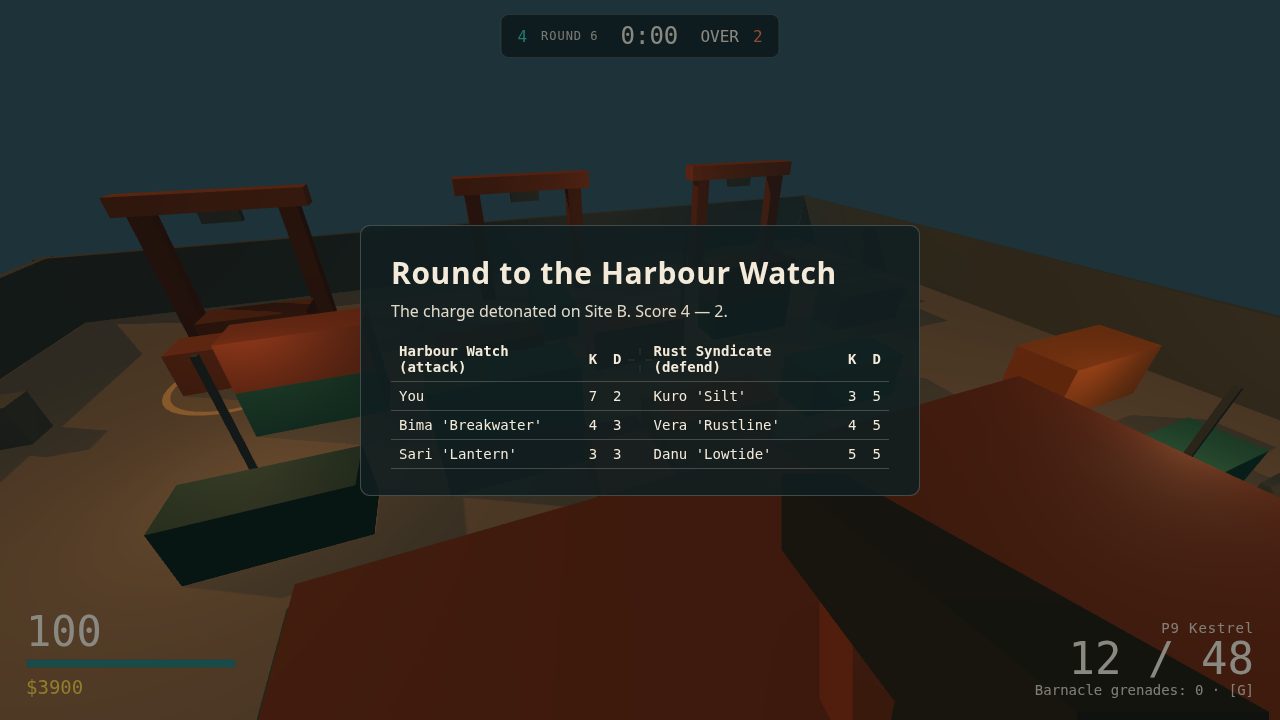 4 ROUND 6 0:00 OVER 2
Round to the Harbour Watch
The charge detonated on Site B. Score 4 — 2.
Harbour Watch (attack) K D Rust Syndicate (defend) K D
You 7 2 Kuro 'Silt' 3 5
Bima 'Breakwater' 4 3 Vera 'Rustline' 4 5
Sari 'Lantern' 3 3 Danu 'Lowtide' 5 5
100
$3900
P9 Kestrel
12 / 48
Barnacle grenades: 0 · [G]